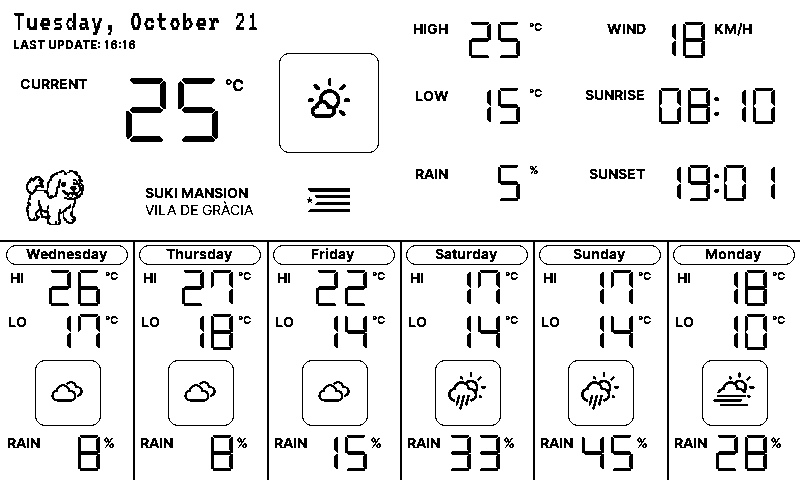 Tuesday, October 21
LAST UPDATE: 16:16
CURRENT 25 °C
SUKI MANSION
VILA DE GRÀCIA
HIGH 25 °C
WIND 18 KM/H
LOW 15 °C
SUNRISE 08:10
RAIN 5 %
SUNSET 19:01
Wednesday
HI 26 °C
LO 17 °C
RAIN 8 %
Thursday
HI 27 °C
LO 18 °C
RAIN 8 %
Friday
HI 22 °C
LO 14 °C
RAIN 15 %
Saturday
HI 17 °C
LO 14 °C
RAIN 33 %
Sunday
HI 17 °C
LO 14 °C
RAIN 45 %
Monday
HI 18 °C
LO 10 °C
RAIN 28 %